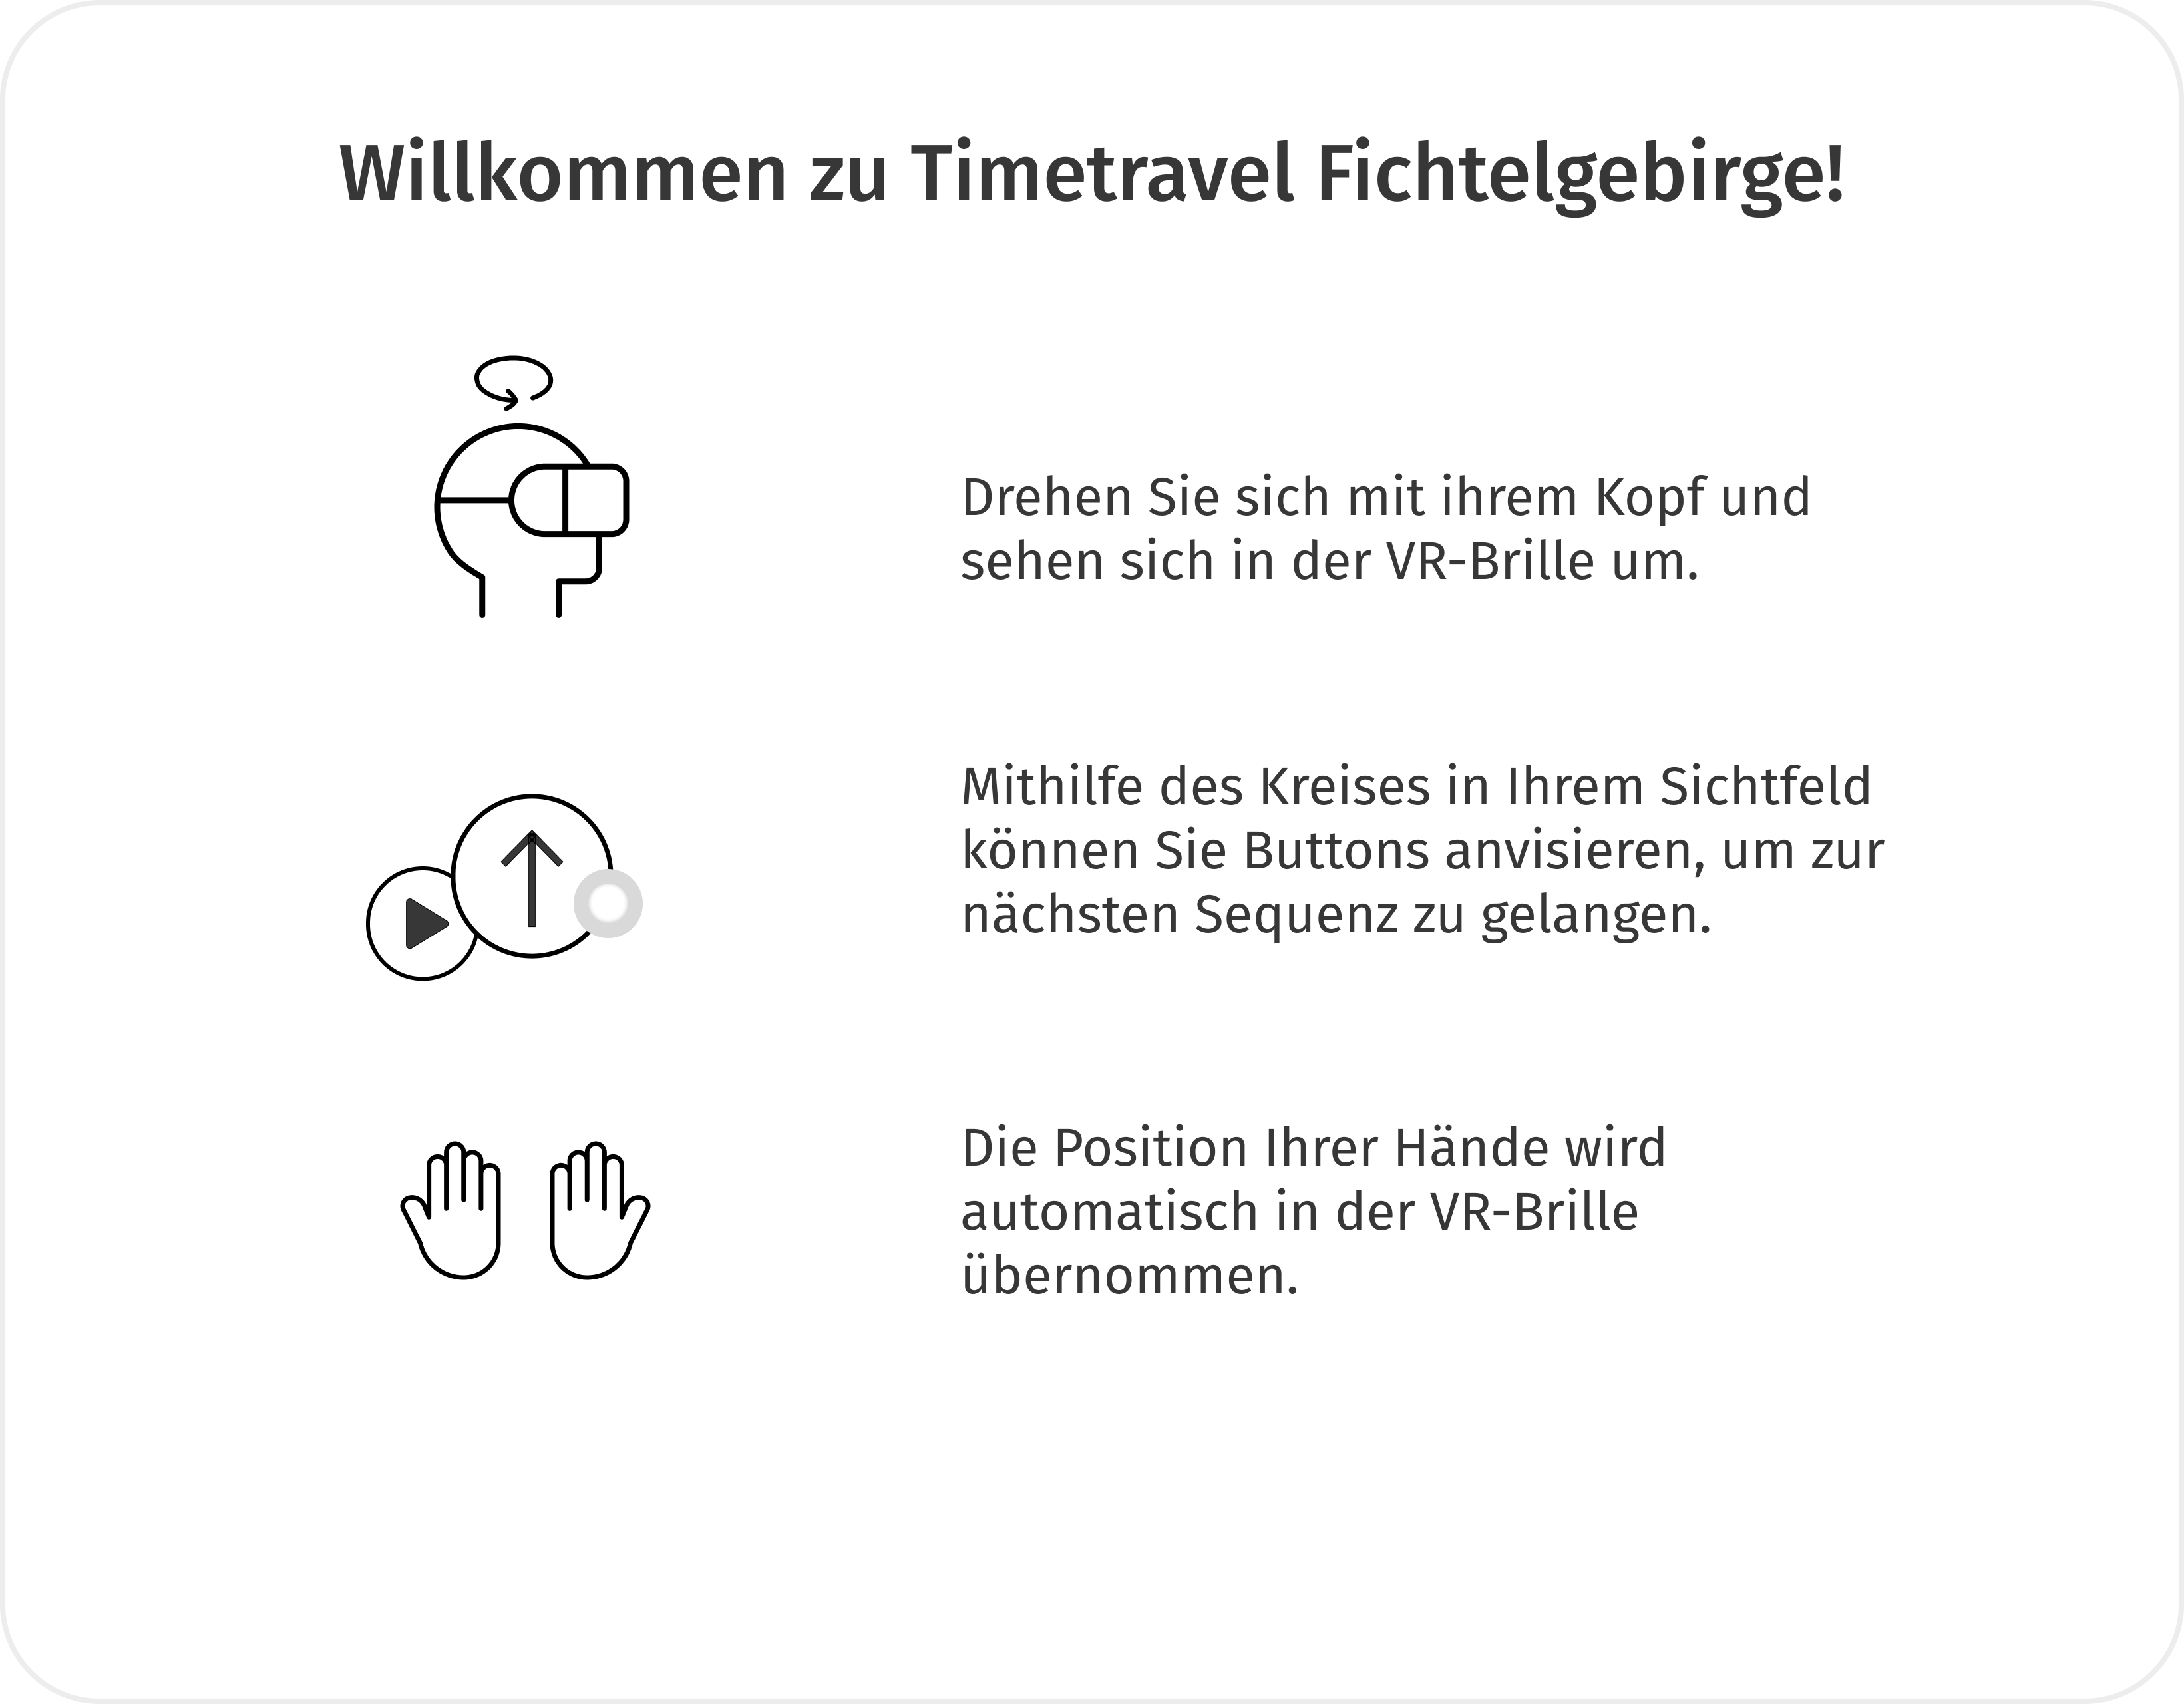 Willkommen zu Timetravel Fichtelgebirge!
Drehen Sie sich mit ihrem Kopf und
sehen sich in der VR-Brille um.
Mithilfe des Kreises in Ihrem Sichtfeld
können Sie Buttons anvisieren, um zur
nächsten Sequenz zu gelangen.
Die Position Ihrer Hände wird
automatisch in der VR-Brille
übernommen.